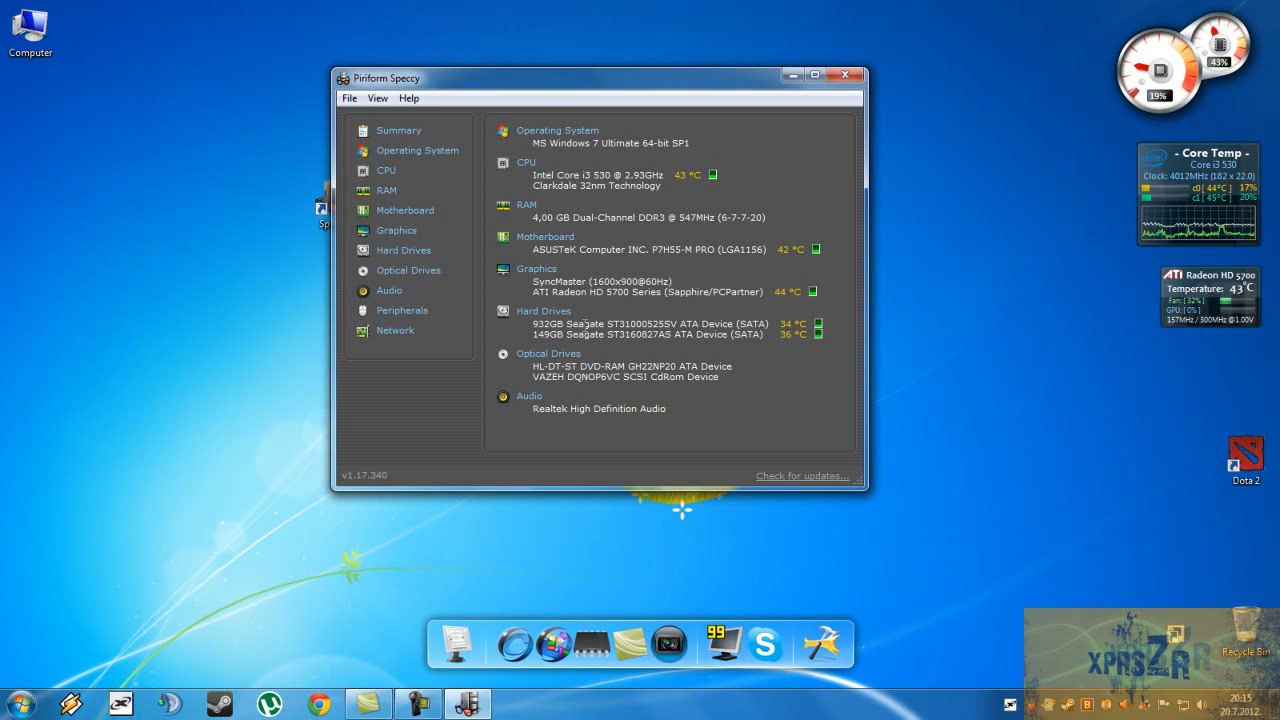 Computer
Piriform Speccy
File View Help
Summary
Operating System
CPU
RAM
Motherboard
Graphics
Hard Drives
Optical Drives
Audio
Peripherals
Network
Operating System
MS Windows 7 Ultimate 64-bit SP1
CPU
Intel Core i3 530 @ 2.93GHz 43 °C
Clarkdale 32nm Technology
RAM
4,00 GB Dual-Channel DDR3 @ 547MHz (6-7-7-20)
Motherboard
ASUSTeK Computer INC. P7H55-M PRO (LGA1156) 42 °C
Graphics
SyncMaster (1600x900@60Hz)
ATI Radeon HD 5700 Series (Sapphire/PCPartner) 44 °C
Hard Drives
932GB Seagate ST31000525SV ATA Device (SATA) 34 °C
149GB Seagate ST3160827AS ATA Device (SATA) 36 °C
Optical Drives
HL-DT-ST DVD-RAM GH22NP20 ATA Device
VAZEH DQNOP6VC SCSI CdRom Device
Audio
Realtek High Definition Audio
v1.17.340
Check for updates...
Sp
43%
19%
intel
- Core Temp -
Core i3 530
Clock: 4012MHz (182 x 22.0)
c0 [ 44°C ] 17%
c1 [ 45°C ] 20%
ATI Radeon HD 5700
Temperature: 43°C
Fan: [ 32% ]
GPU: [ 0% ]
157MHz / 300MHz @1.00V
Dota 2
99
S
XPRSZR
Recycle Bin
20:15
20.7.2012.